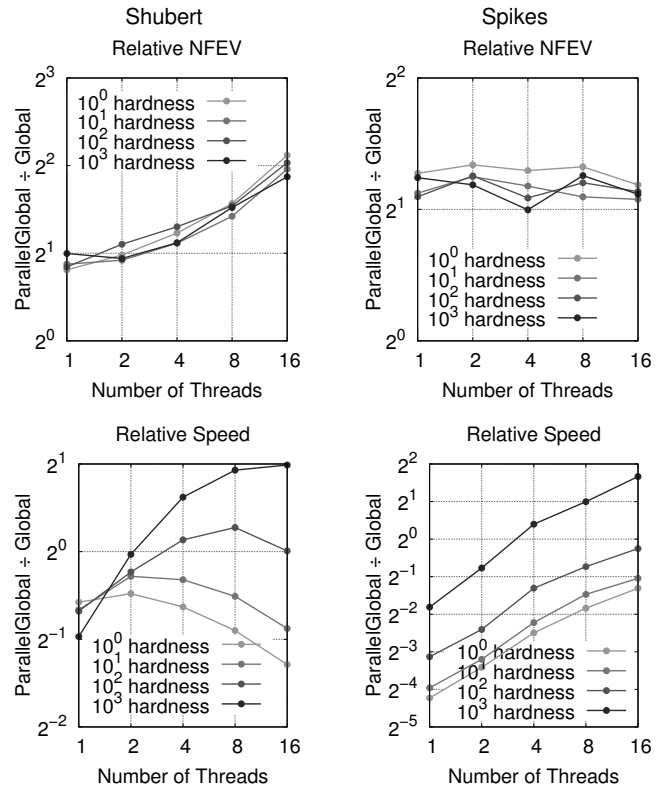 Shubert
Relative NFEV
ParallelGlobal ÷ Global
2^3
2^2
2^1
2^0
10^0 hardness
10^1 hardness
10^2 hardness
10^3 hardness
1 2 4 8 16
Number of Threads
Spikes
Relative NFEV
ParallelGlobal ÷ Global
2^2
2^1
2^0
10^0 hardness
10^1 hardness
10^2 hardness
10^3 hardness
1 2 4 8 16
Number of Threads
Relative Speed
ParallelGlobal ÷ Global
2^1
2^0
2^-1
2^-2
10^0 hardness
10^1 hardness
10^2 hardness
10^3 hardness
1 2 4 8 16
Number of Threads
Relative Speed
ParallelGlobal ÷ Global
2^2
2^1
2^0
2^-1
2^-2
2^-3
2^-4
2^-5
10^0 hardness
10^1 hardness
10^2 hardness
10^3 hardness
1 2 4 8 16
Number of Threads